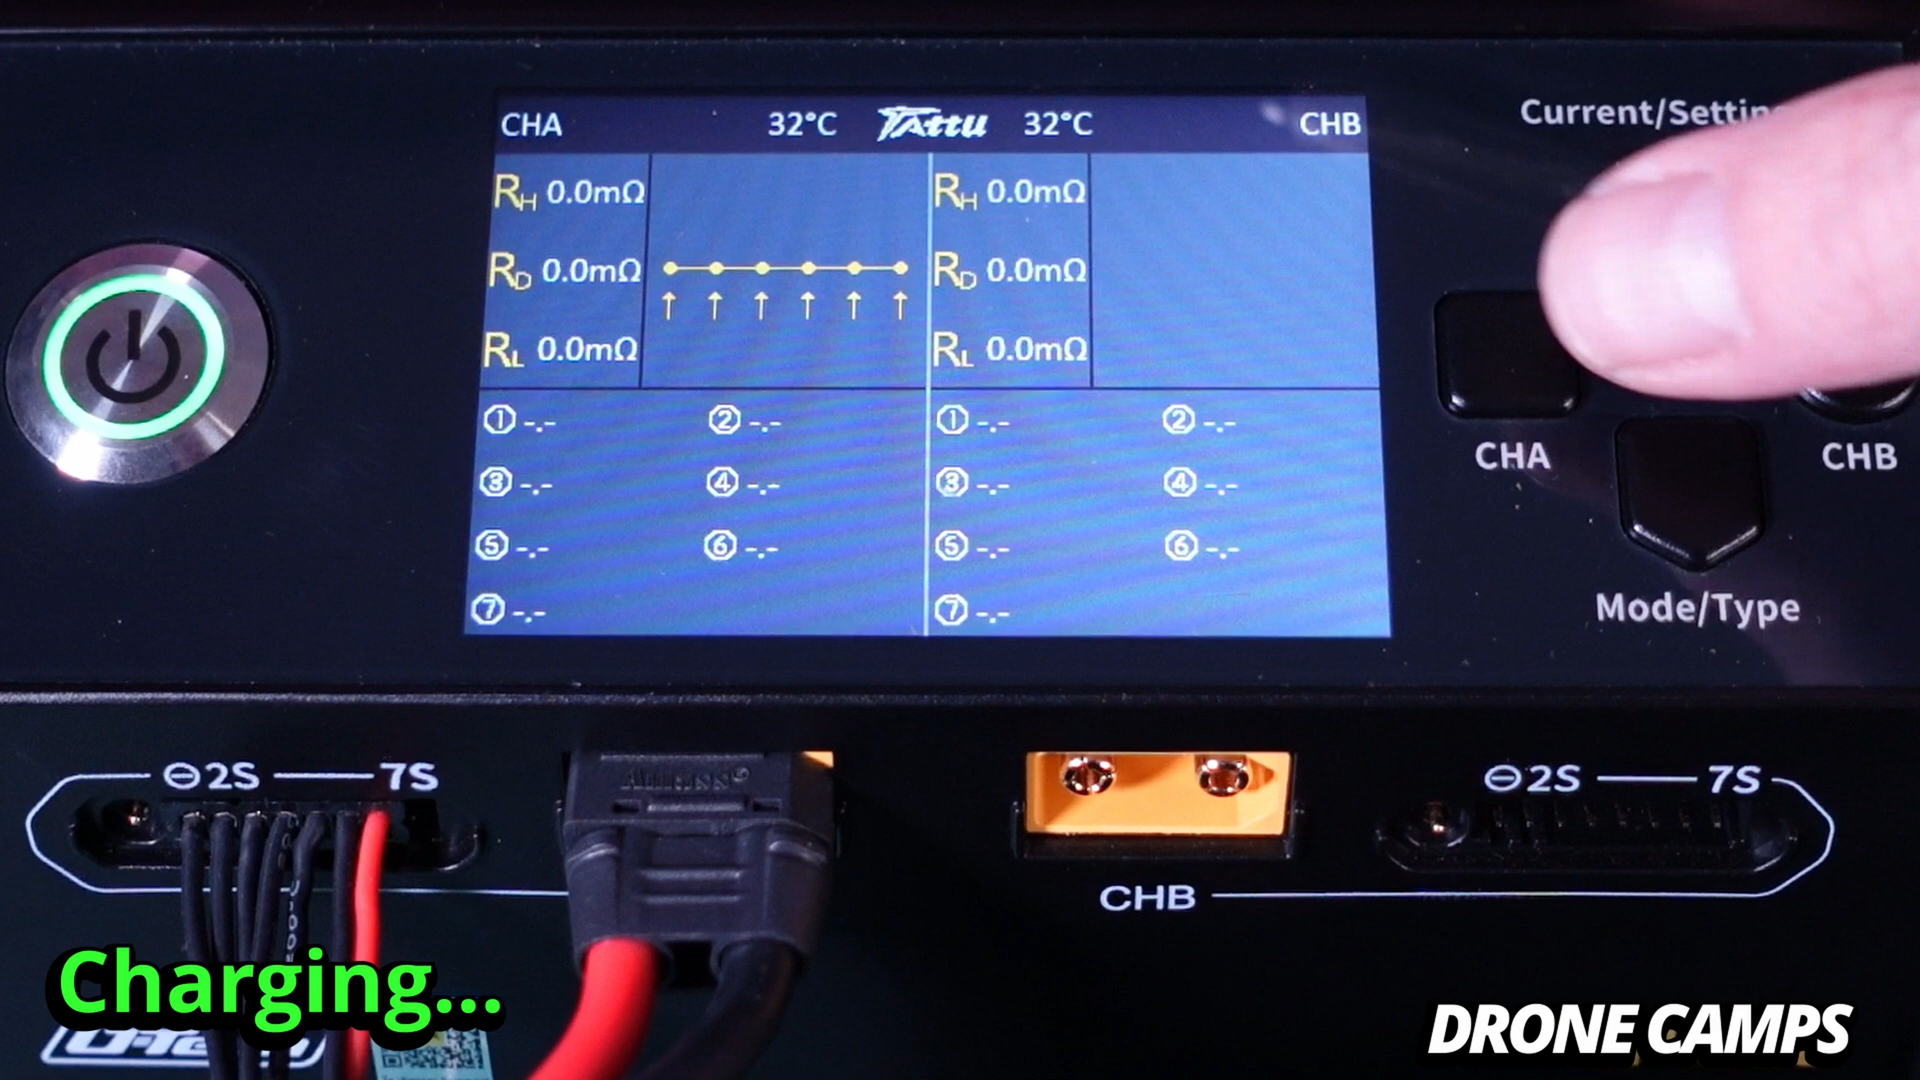 CHA 32°C TATTU 32°C CHB
RH 0.0mΩ RH 0.0mΩ
RD 0.0mΩ RD 0.0mΩ
RL 0.0mΩ RL 0.0mΩ
① -.- ② -.- ① -.- ② -.-
③ -.- ④ -.- ③ -.- ④ -.-
⑤ -.- ⑥ -.- ⑤ -.- ⑥ -.-
⑦ -.- ⑦ -.-
Current/Settin
CHA
CHB
Mode/Type
⊖2S 7S
⊖2S 7S
CHB
Charging...
DRONE CAMPS